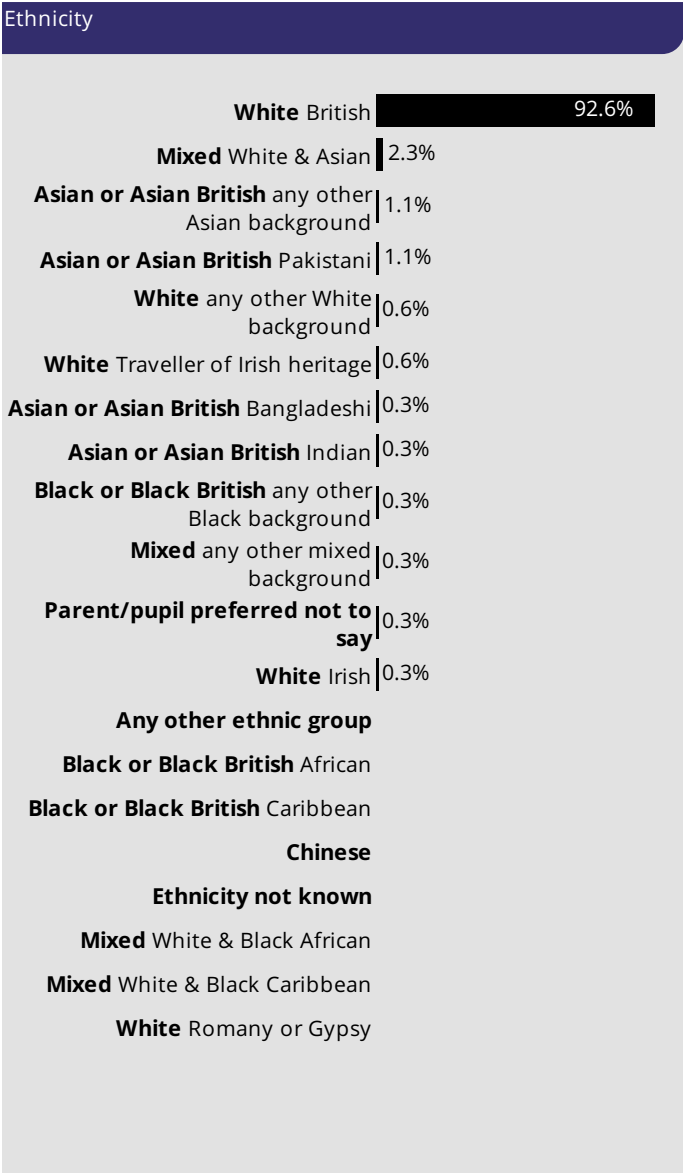 Ethnicity
White British 92.6%
Mixed White & Asian 2.3%
Asian or Asian British any other
Asian background 1.1%
Asian or Asian British Pakistani 1.1%
White any other White
background 0.6%
White Traveller of Irish heritage 0.6%
Asian or Asian British Bangladeshi 0.3%
Asian or Asian British Indian 0.3%
Black or Black British any other
Black background 0.3%
Mixed any other mixed
background 0.3%
Parent/pupil preferred not to
say 0.3%
White Irish 0.3%
Any other ethnic group
Black or Black British African
Black or Black British Caribbean
Chinese
Ethnicity not known
Mixed White & Black African
Mixed White & Black Caribbean
White Romany or Gypsy